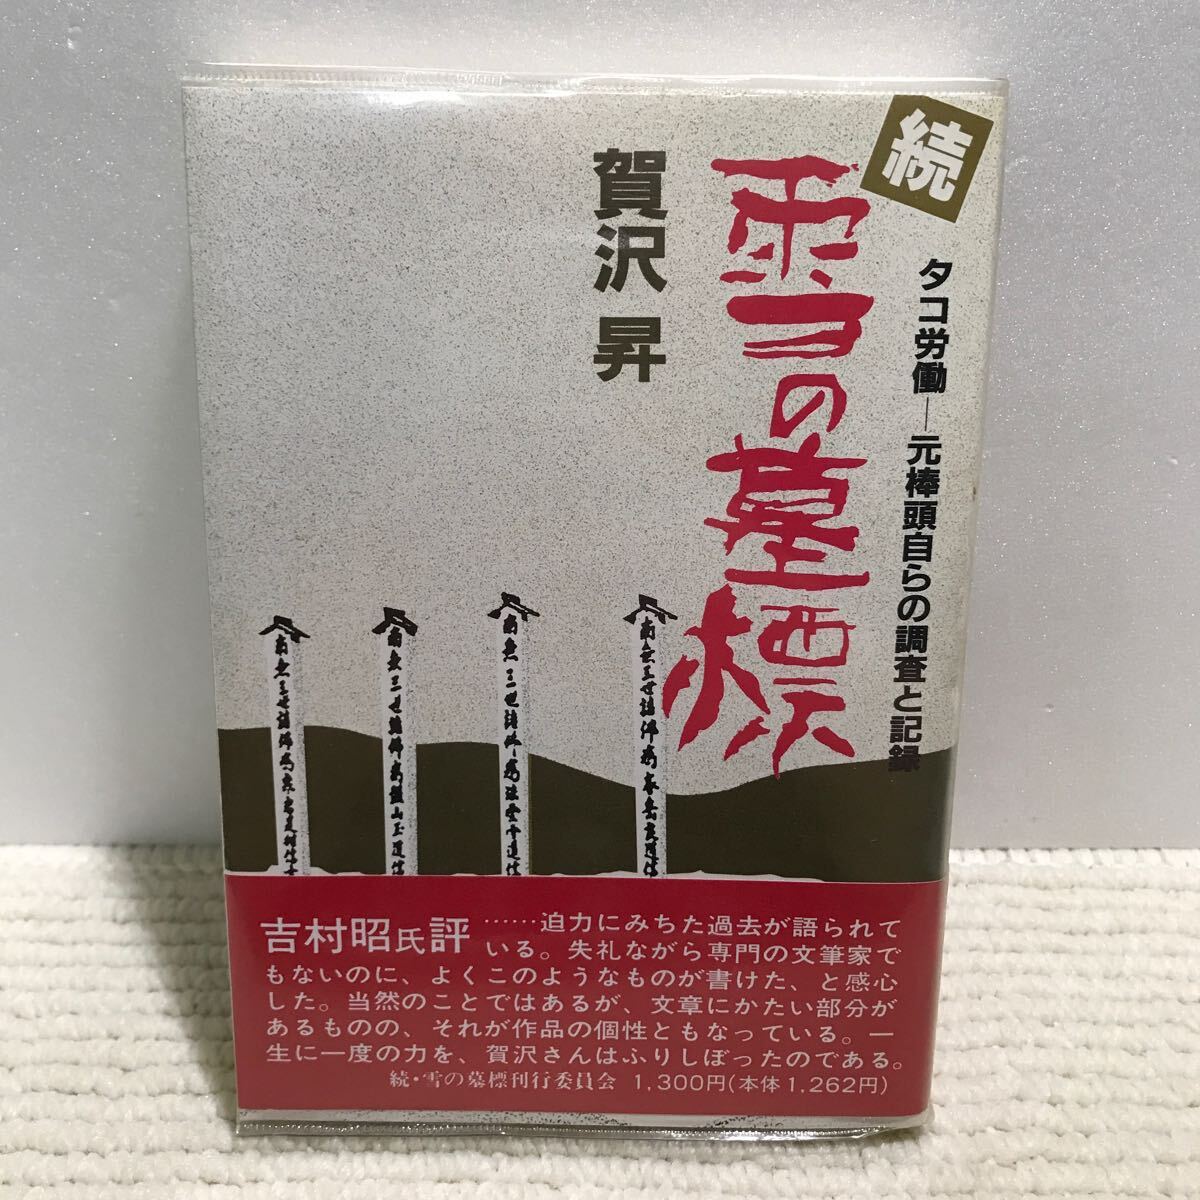 続
雪の墓標
タコ労働―元棒頭自らの調査と記録
賀沢 昇
吉村昭氏評 ……迫力にみちた過去が語られて
いる。失礼ながら専門の文筆家で
もないのに、よくこのようなものが書けた、と感心
した。当然のことではあるが、文章にかたい部分が
あるものの、それが作品の個性ともなっている。一
生に一度の力を、賀沢さんはふりしぼったのである。
続・雪の墓標刊行委員会 1,300円(本体1,262円)